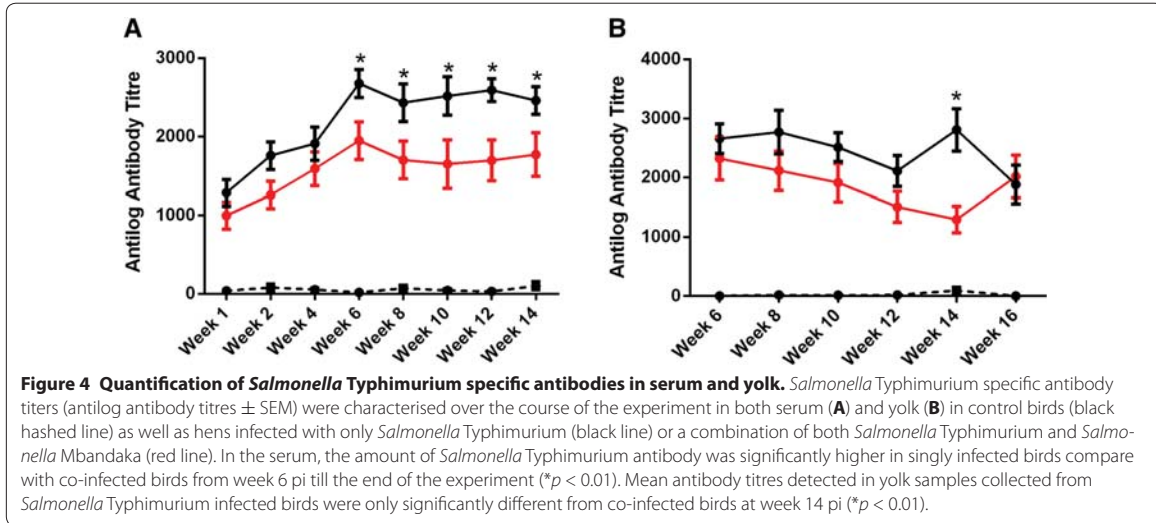 A
B
*
*
*
*
*
*
3000
2000
1000
0
Antilog Antibody Titre
Week 1
Week 2
Week 4
Week 6
Week 8
Week 10
Week 12
Week 14
4000
3000
2000
1000
0
Antilog Antibody Titre
Week 6
Week 8
Week 10
Week 12
Week 14
Week 16
Figure 4 Quantification of Salmonella Typhimurium specific antibodies in serum and yolk. Salmonella Typhimurium specific antibody
titers (antilog antibody titres ± SEM) were characterised over the course of the experiment in both serum (A) and yolk (B) in control birds (black
hashed line) as well as hens infected with only Salmonella Typhimurium (black line) or a combination of both Salmonella Typhimurium and Salmo-
nella Mbandaka (red line). In the serum, the amount of Salmonella Typhimurium antibody was significantly higher in singly infected birds compare
with co-infected birds from week 6 pi till the end of the experiment (*p < 0.01). Mean antibody titres detected in yolk samples collected from
Salmonella Typhimurium infected birds were only significantly different from co-infected birds at week 14 pi (*p < 0.01).